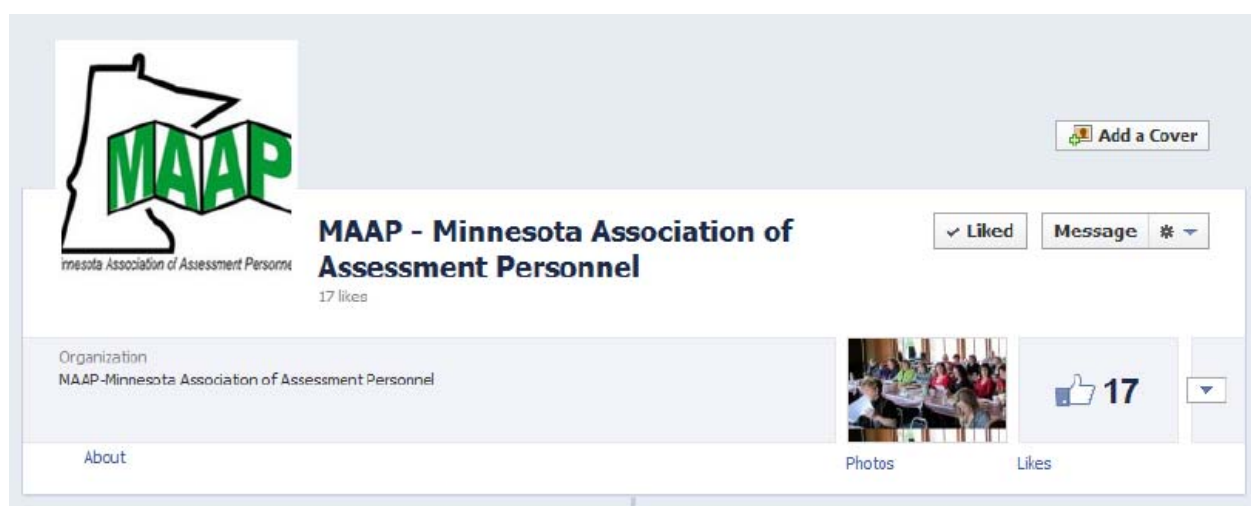 MAAP
nnesota Association of Assessment Personne
Add a Cover
MAAP - Minnesota Association of
Assessment Personnel
17 likes
Liked
Message
Organization
MAAP-Minnesota Association of Assessment Personnel
17
About
Photos
Likes